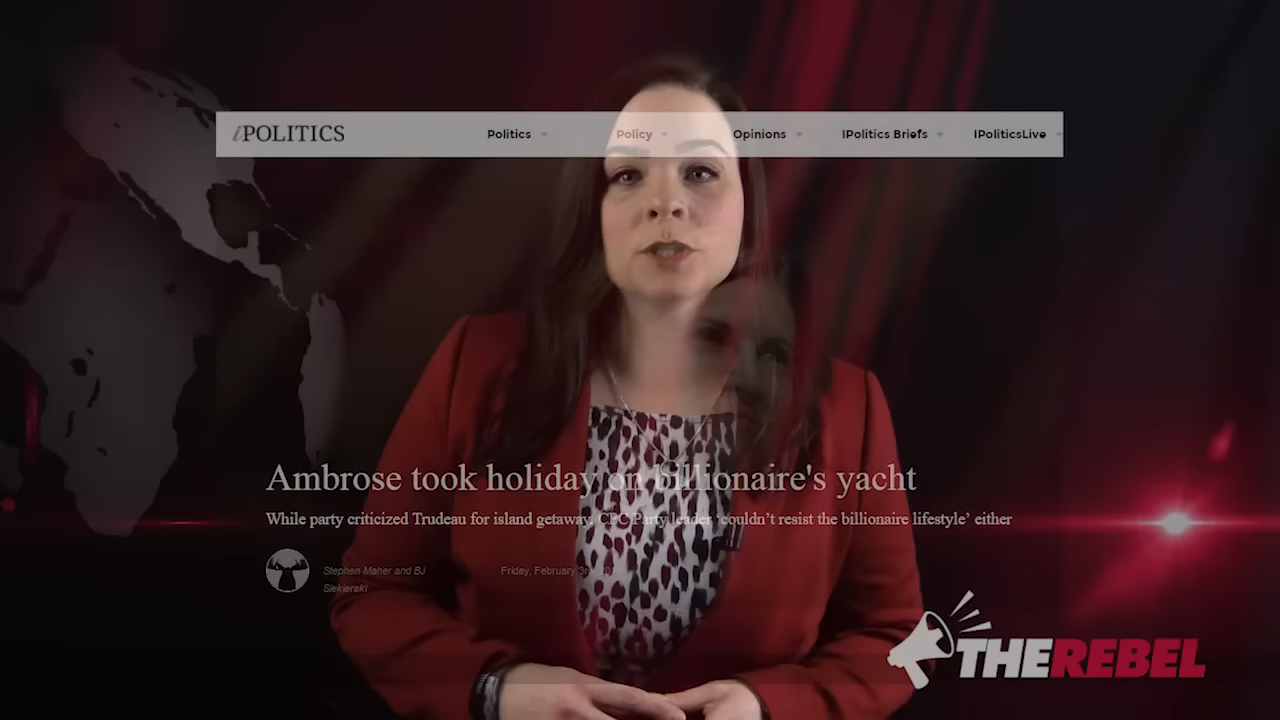 iPOLITICS Politics Policy Opinions IPolitics Briefs IPoliticsLive
Ambrose took holiday on billionaire's yacht
While party criticized Trudeau for island getaway, CPC Party leader ‘couldn’t resist the billionaire lifestyle’ either
Stephen Maher and BJ Friday, February 3rd,
Siekierski
THEREBEL